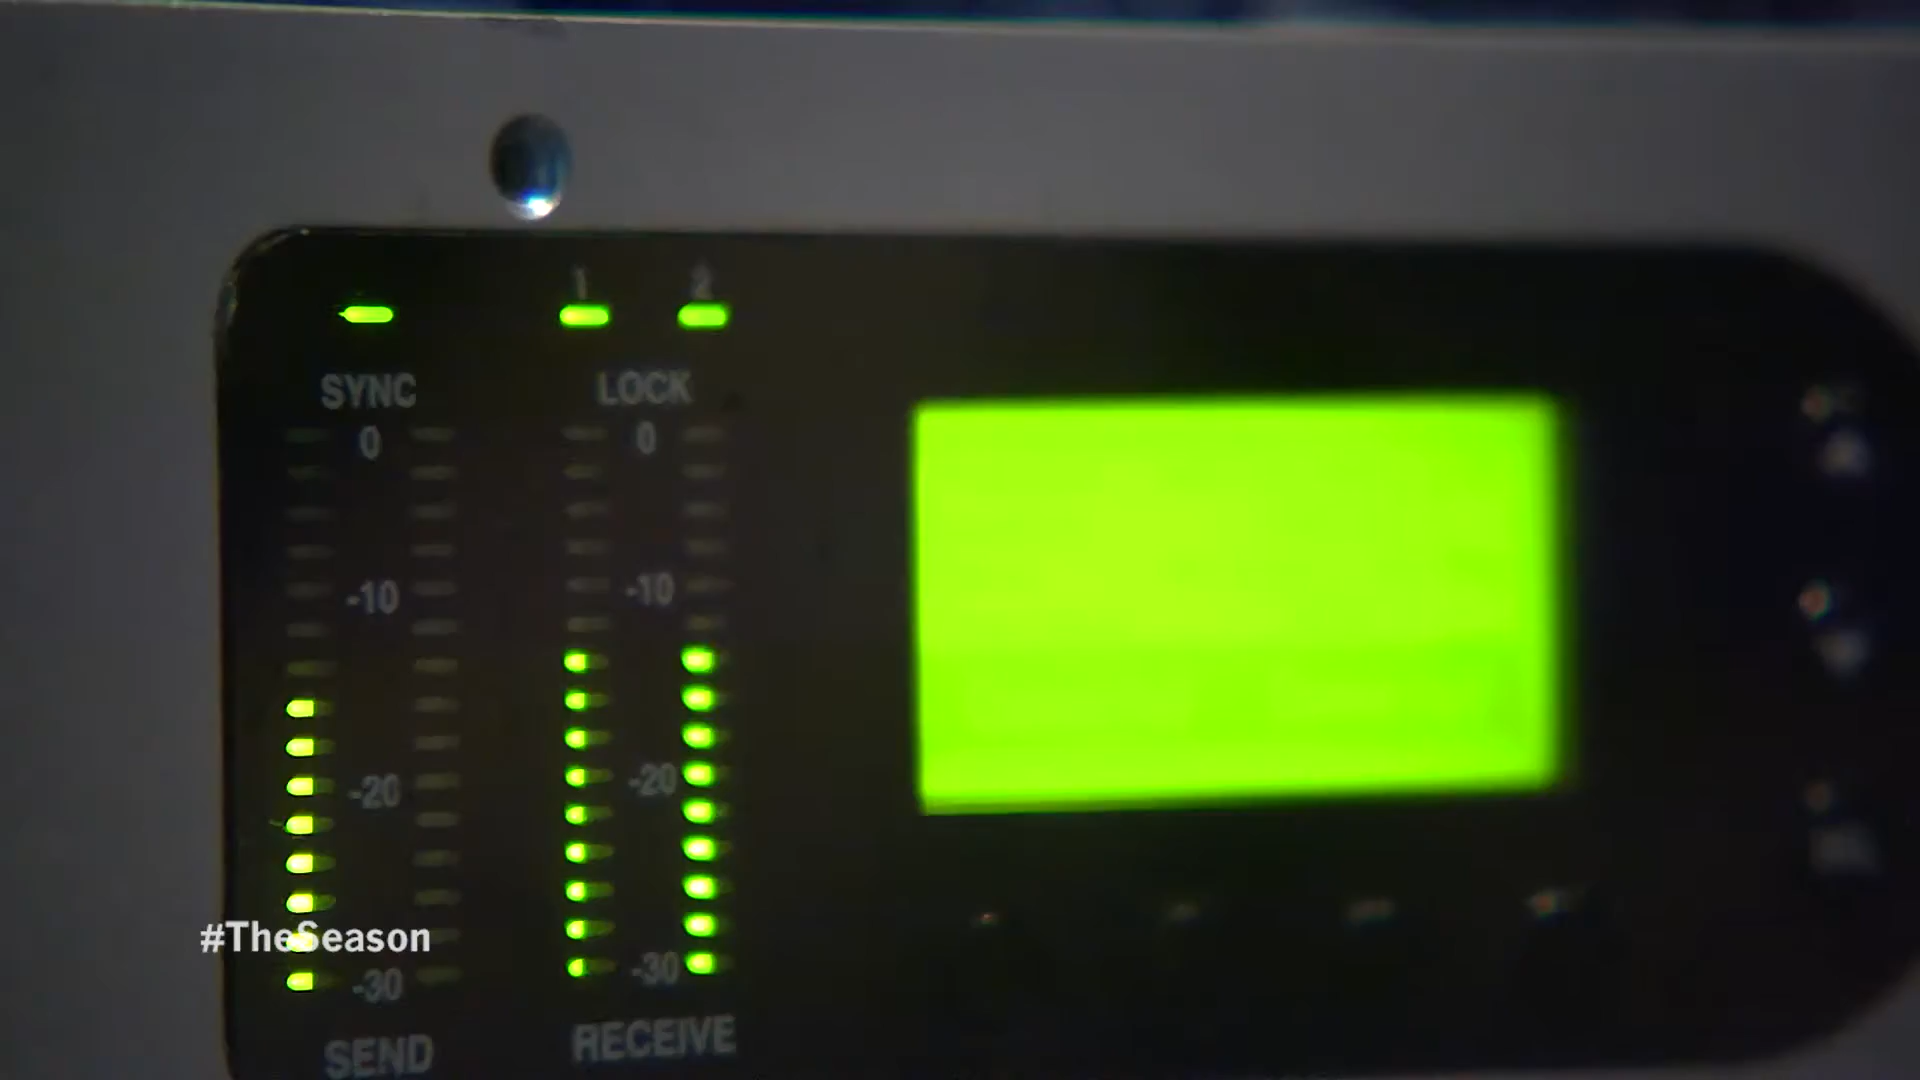 1 2
SYNC LOCK
0 0
-10 -10
-20 -20
-30 -30
SEND RECEIVE
#TheSeason